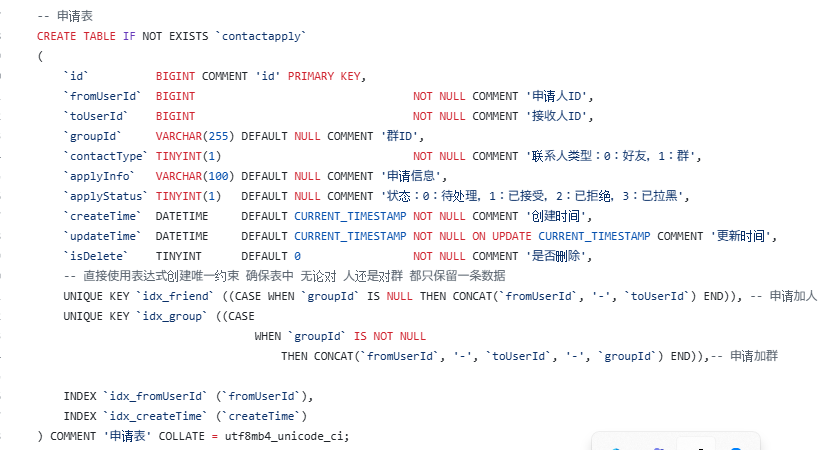 -- 申请表
CREATE TABLE IF NOT EXISTS `contactapply`
(
`id` BIGINT COMMENT 'id' PRIMARY KEY,
`fromUserId` BIGINT NOT NULL COMMENT '申请人ID',
`toUserId` BIGINT NOT NULL COMMENT '接收人ID',
`groupId` VARCHAR(255) DEFAULT NULL COMMENT '群ID',
`contactType` TINYINT(1) NOT NULL COMMENT '联系人类型：0：好友，1：群',
`applyInfo` VARCHAR(100) DEFAULT NULL COMMENT '申请信息',
`applyStatus` TINYINT(1) DEFAULT NULL COMMENT '状态：0：待处理，1：已接受，2：已拒绝，3：已拉黑',
`createTime` DATETIME DEFAULT CURRENT_TIMESTAMP NOT NULL COMMENT '创建时间',
`updateTime` DATETIME DEFAULT CURRENT_TIMESTAMP NOT NULL ON UPDATE CURRENT_TIMESTAMP COMMENT '更新时间',
`isDelete` TINYINT DEFAULT 0 NOT NULL COMMENT '是否删除',
-- 直接使用表达式创建唯一约束 确保表中 无论对 人还是对群 都只保留一条数据
UNIQUE KEY `idx_friend` ((CASE WHEN `groupId` IS NULL THEN CONCAT(`fromUserId`, '-', `toUserId`) END)), -- 申请加人
UNIQUE KEY `idx_group` ((CASE
WHEN `groupId` IS NOT NULL
THEN CONCAT(`fromUserId`, '-', `toUserId`, '-', `groupId`) END)),-- 申请加群
INDEX `idx_fromUserId` (`fromUserId`),
INDEX `idx_createTime` (`createTime`)
) COMMENT '申请表' COLLATE = utf8mb4_unicode_ci;